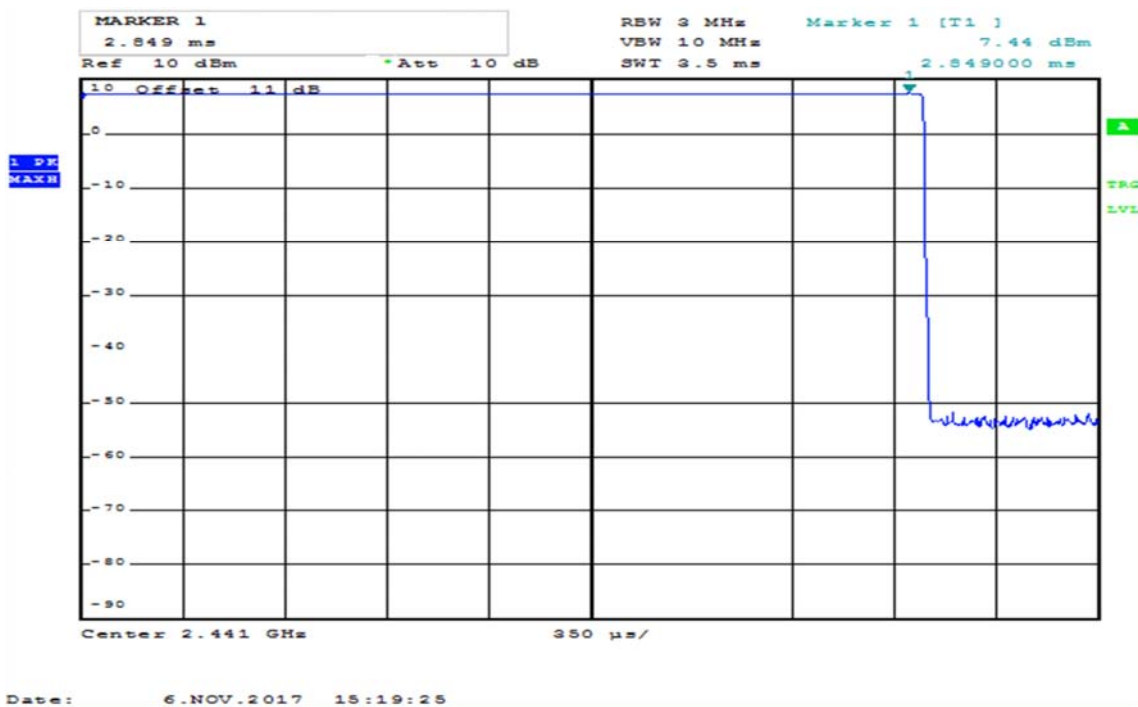 MARKER 1
2.849 ms
RBW 3 MHz Marker 1 [T1 ]
VBW 10 MHz 7.44 dBm
Ref 10 dBm *Att 10 dB SWT 3.5 ms 2.849000 ms
1
10 Offset 11 dB
0
A
1 PK
MAXH
-10
TRG
LVL
-20
-30
-40
-50
-60
-70
-80
-90
Center 2.441 GHz 350 µs/
Date: 6.NOV.2017 15:19:25